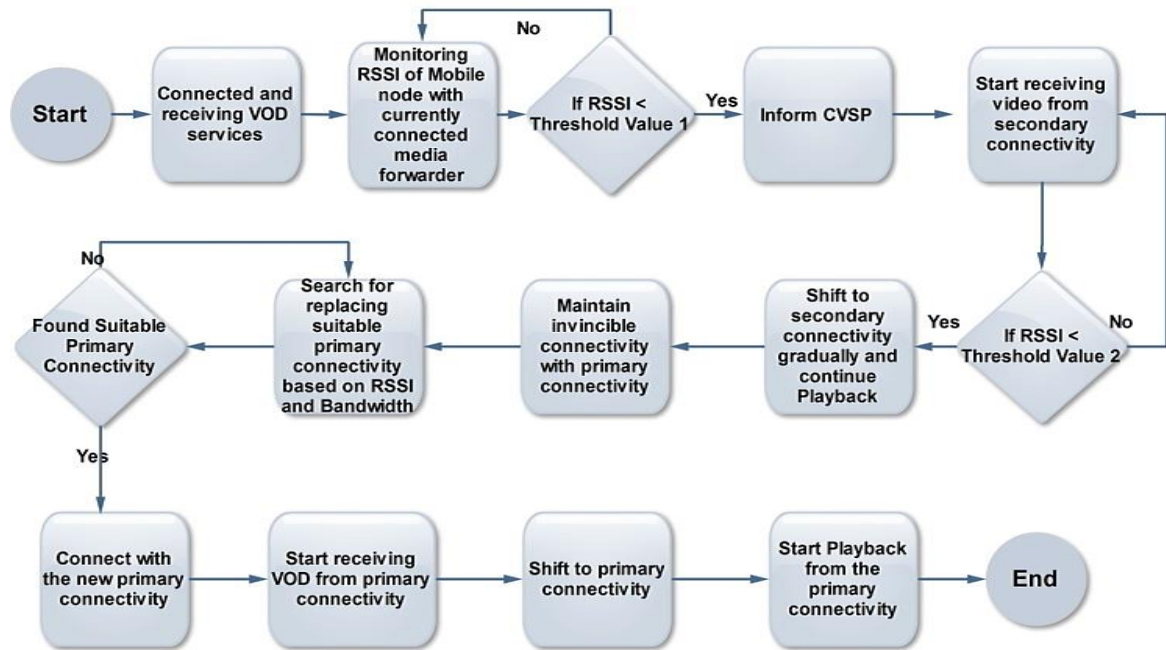 Start
Connected and
receiving VOD
services
Monitoring
RSSI of Mobile
node with
currently
connected
media
forwarder
No
If RSSI <
Threshold Value 1
Yes
Inform CVSP
Start receiving
video from
secondary
connectivity
If RSSI <
Threshold Value 2
No
Yes
Shift to
secondary
connectivity
gradually and
continue
Playback
Maintain
invincible
connectivity
with primary
connectivity
Search for
replacing
suitable
primary
connectivity
based on RSSI
and Bandwidth
No
Found Suitable
Primary
Connectivity
Yes
Connect with
the new primary
connectivity
Start receiving
VOD from primary
connectivity
Shift to primary
connectivity
Start Playback
from the
primary
connectivity
End